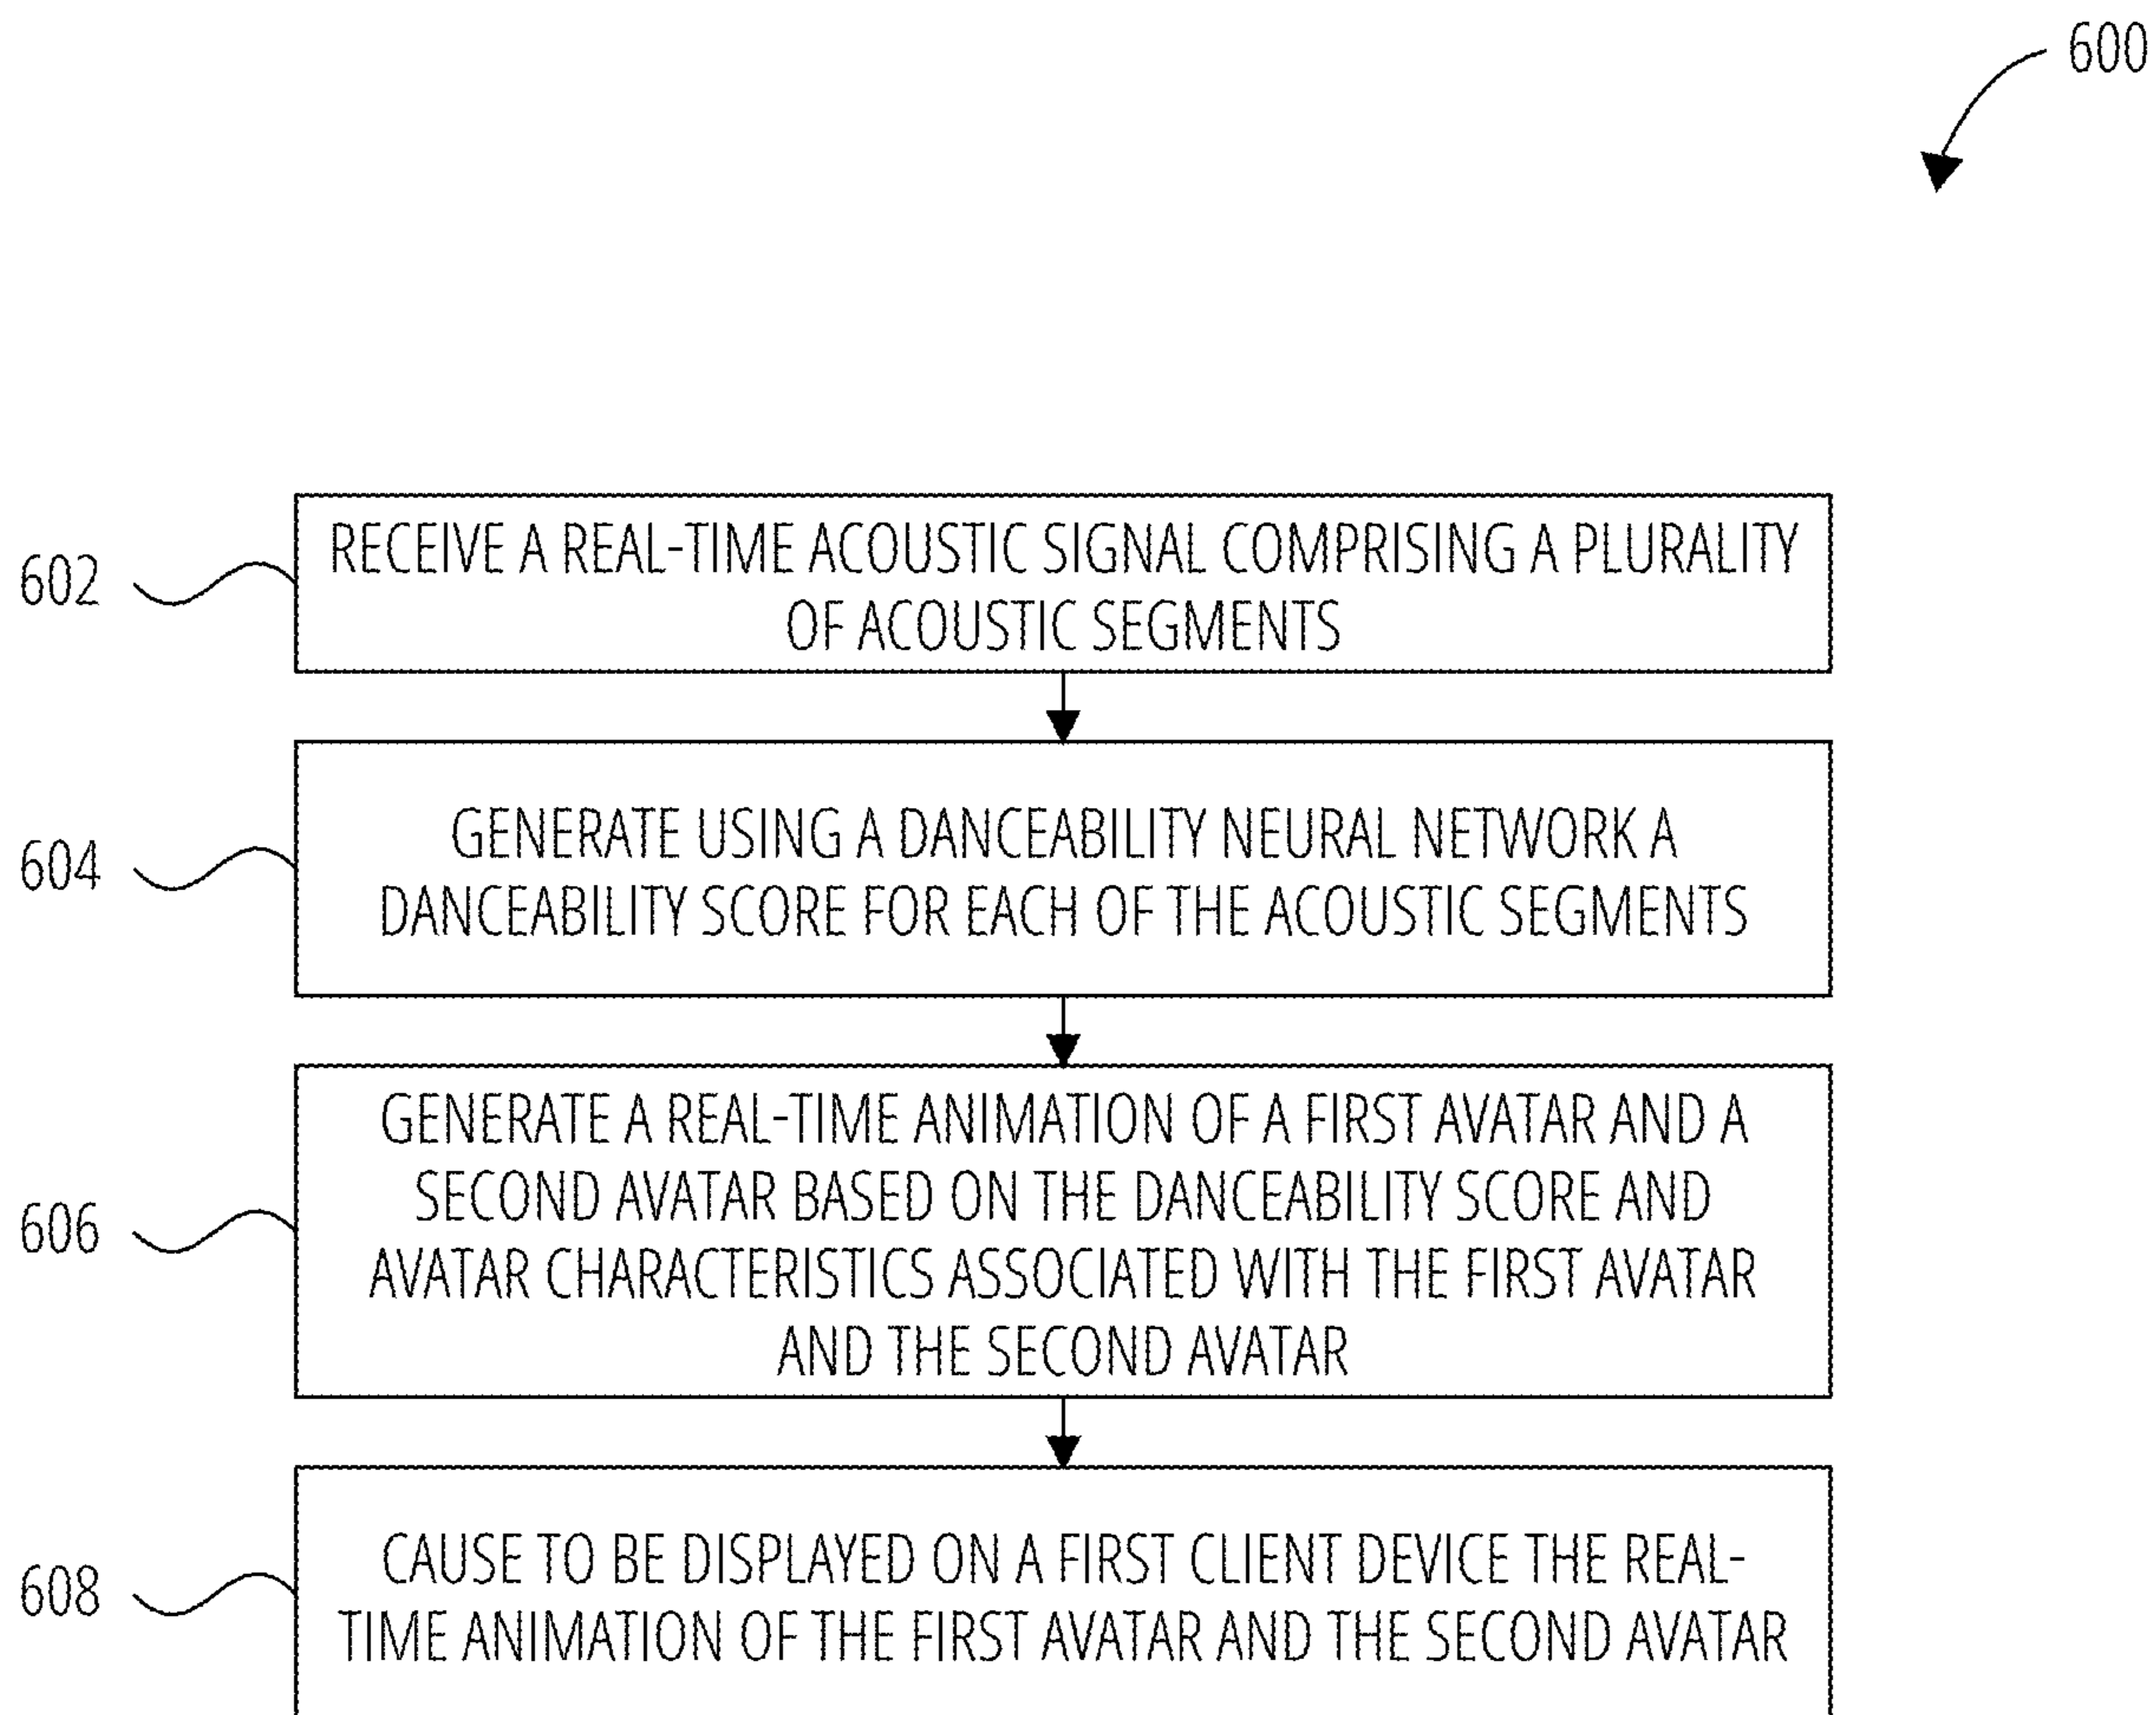 600
602
RECEIVE A REAL-TIME ACOUSTIC SIGNAL COMPRISING A PLURALITY
OF ACOUSTIC SEGMENTS
604
GENERATE USING A DANCEABILITY NEURAL NETWORK A
DANCEABILITY SCORE FOR EACH OF THE ACOUSTIC SEGMENTS
606
GENERATE A REAL-TIME ANIMATION OF A FIRST AVATAR AND A
SECOND AVATAR BASED ON THE DANCEABILITY SCORE AND
AVATAR CHARACTERISTICS ASSOCIATED WITH THE FIRST AVATAR
AND THE SECOND AVATAR
608
CAUSE TO BE DISPLAYED ON A FIRST CLIENT DEVICE THE REAL-
TIME ANIMATION OF THE FIRST AVATAR AND THE SECOND AVATAR